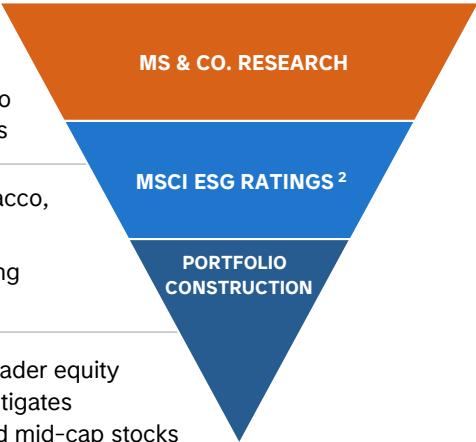 MS & CO. RESEARCH
MSCI ESG RATINGS 2
PORTFOLIO
CONSTRUCTION
o
s
acco,
ng
ader equity
tigates
d mid-cap stocks